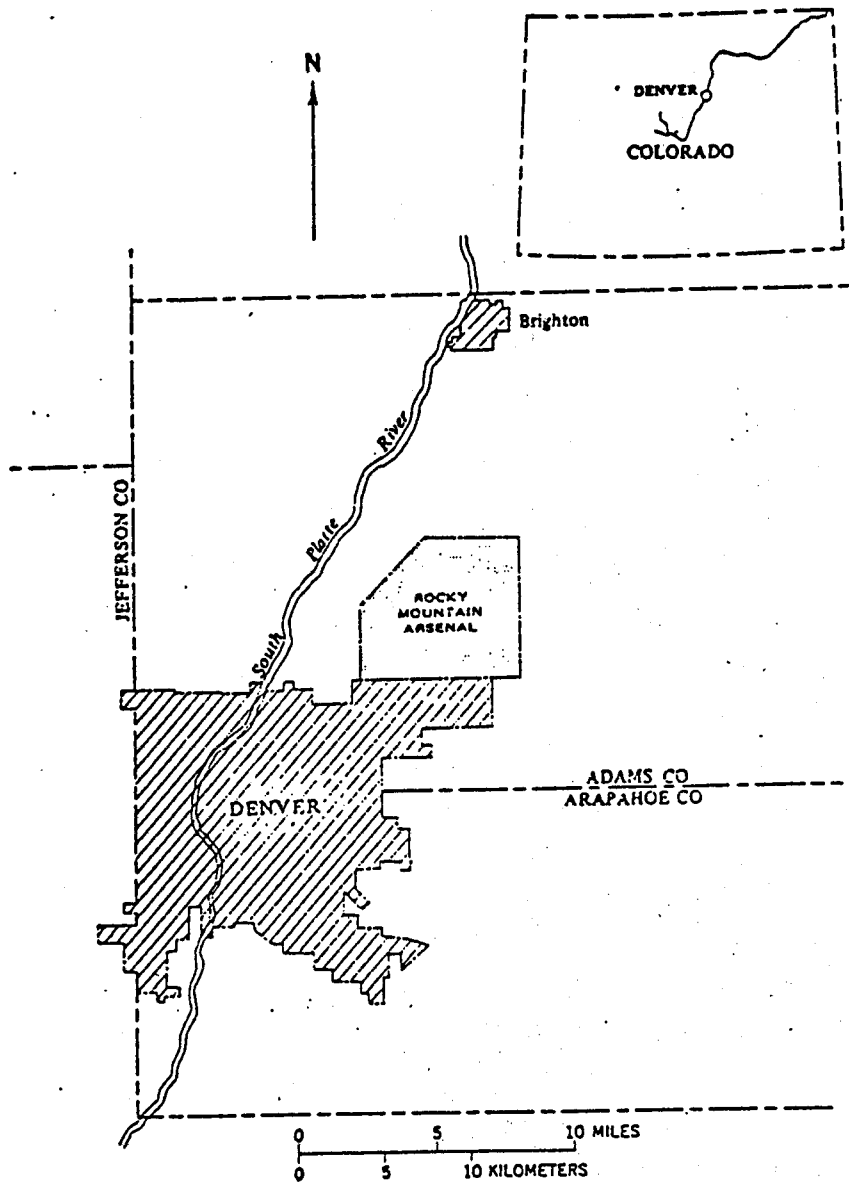 N
DENVER
COLORADO
Brighton
South Platte River
JEFFERSON CO
ROCKY
MOUNTAIN
ARSENAL
DENVER
ADAMS CO
ARAPAHOE CO
0 5 10 MILES
0 5 10 KILOMETERS